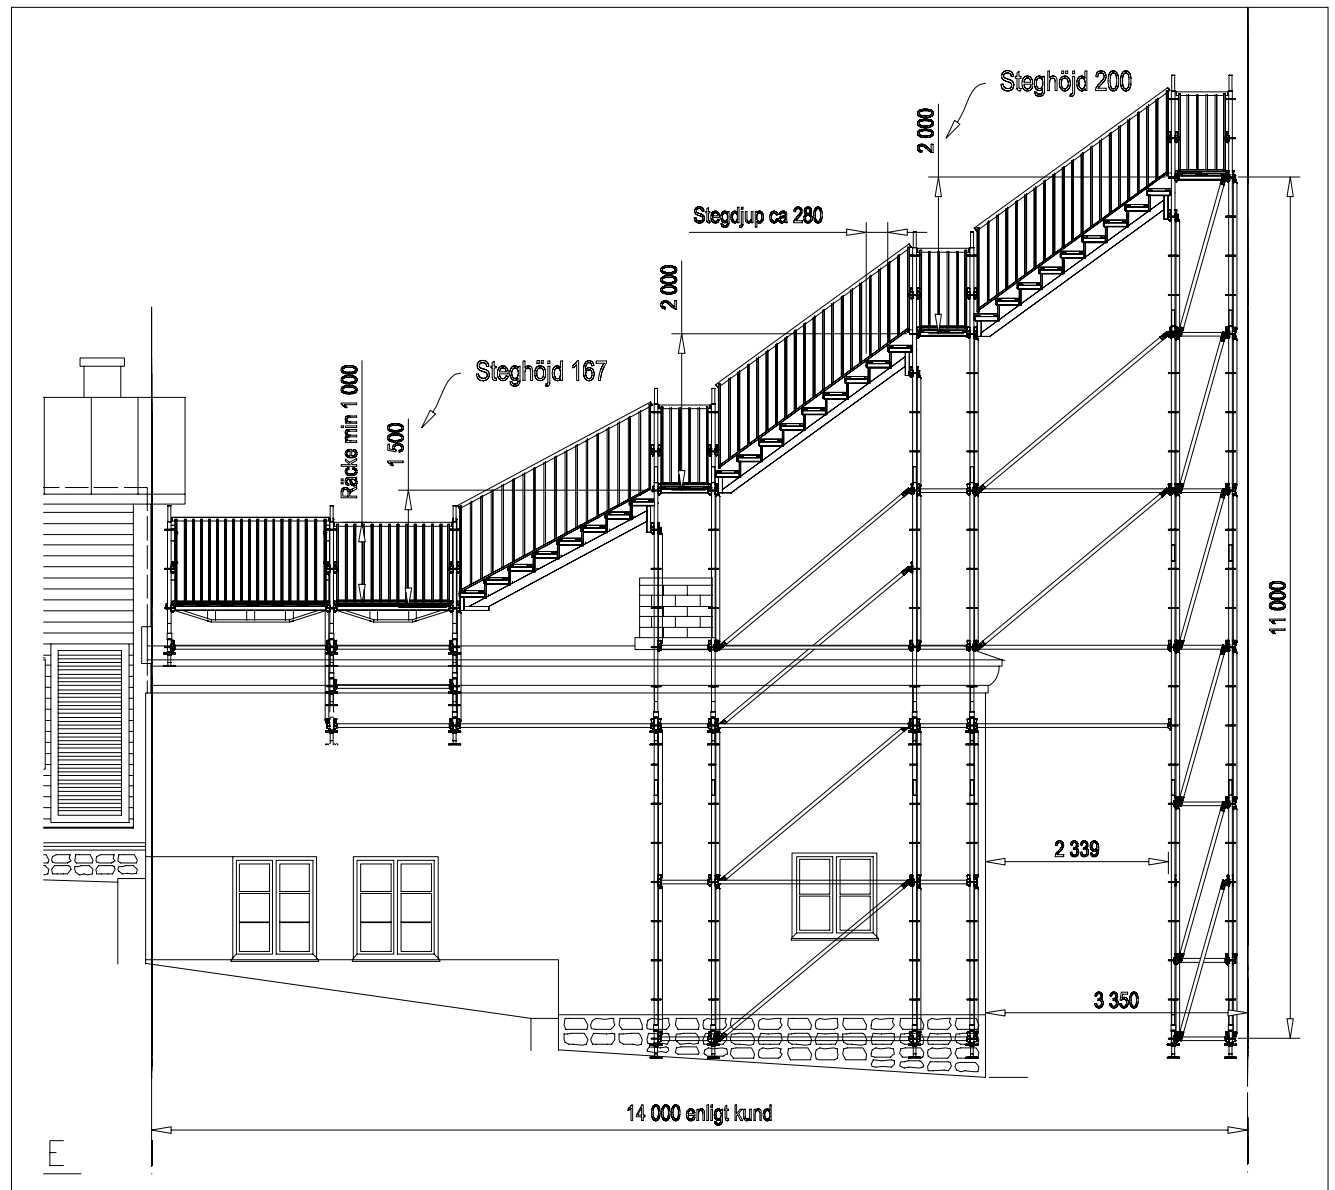 Steghöjd 200
2 000
Stegdjup ca 280
2 000
Steghöjd 167
Räcke min 1 000
1 500
11 000
2 339
3 350
14 000 enligt kund
E